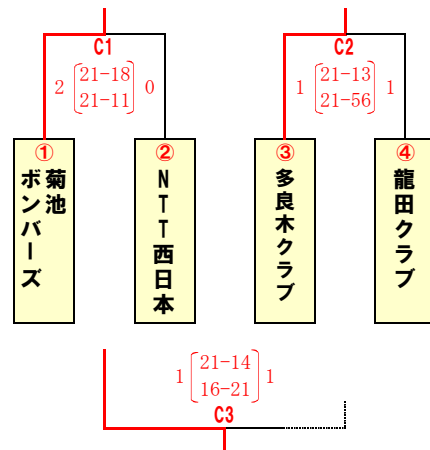 C1
2 21-18 0
21-11
C2
1 21-13 1
21-56
①
菊池
ボンバーズ
②
NTT西日本
③
多良木クラブ
④
龍田クラブ
1 21-14 1
16-21
C3